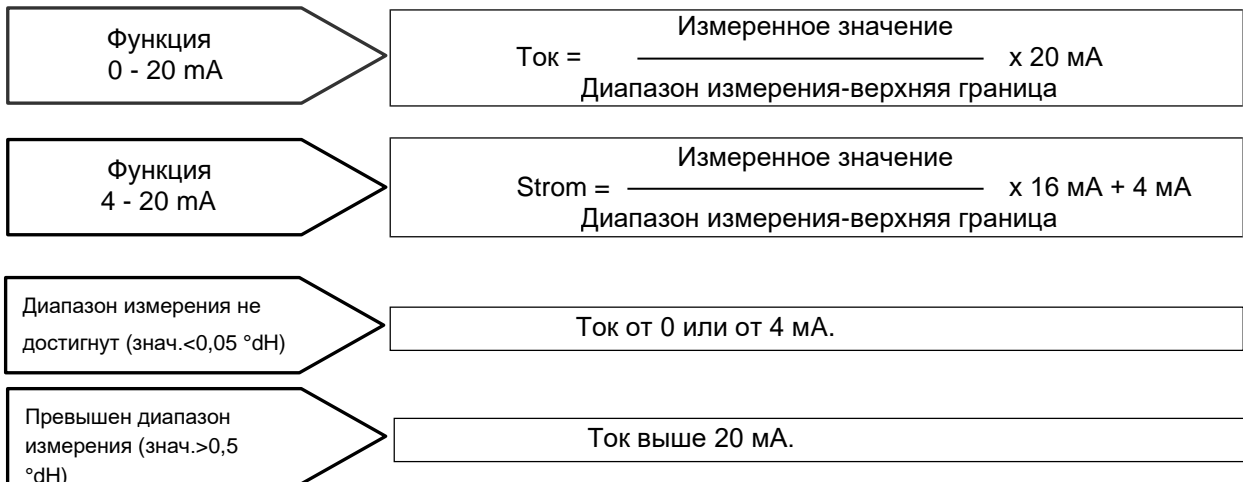 Функция
0 - 20 mA
Измеренное значение
Ток = x 20 мА
Диапазон измерения-верхняя граница
Функция
4 - 20 mA
Измеренное значение
Strom = x 16 мА + 4 мА
Диапазон измерения-верхняя граница
Диапазон измерения не
достигнут (знач.<0,05 °dH)
Ток от 0 или от 4 мА.
Превышен диапазон
измерения (знач.>0,5
°dH)
Ток выше 20 мА.